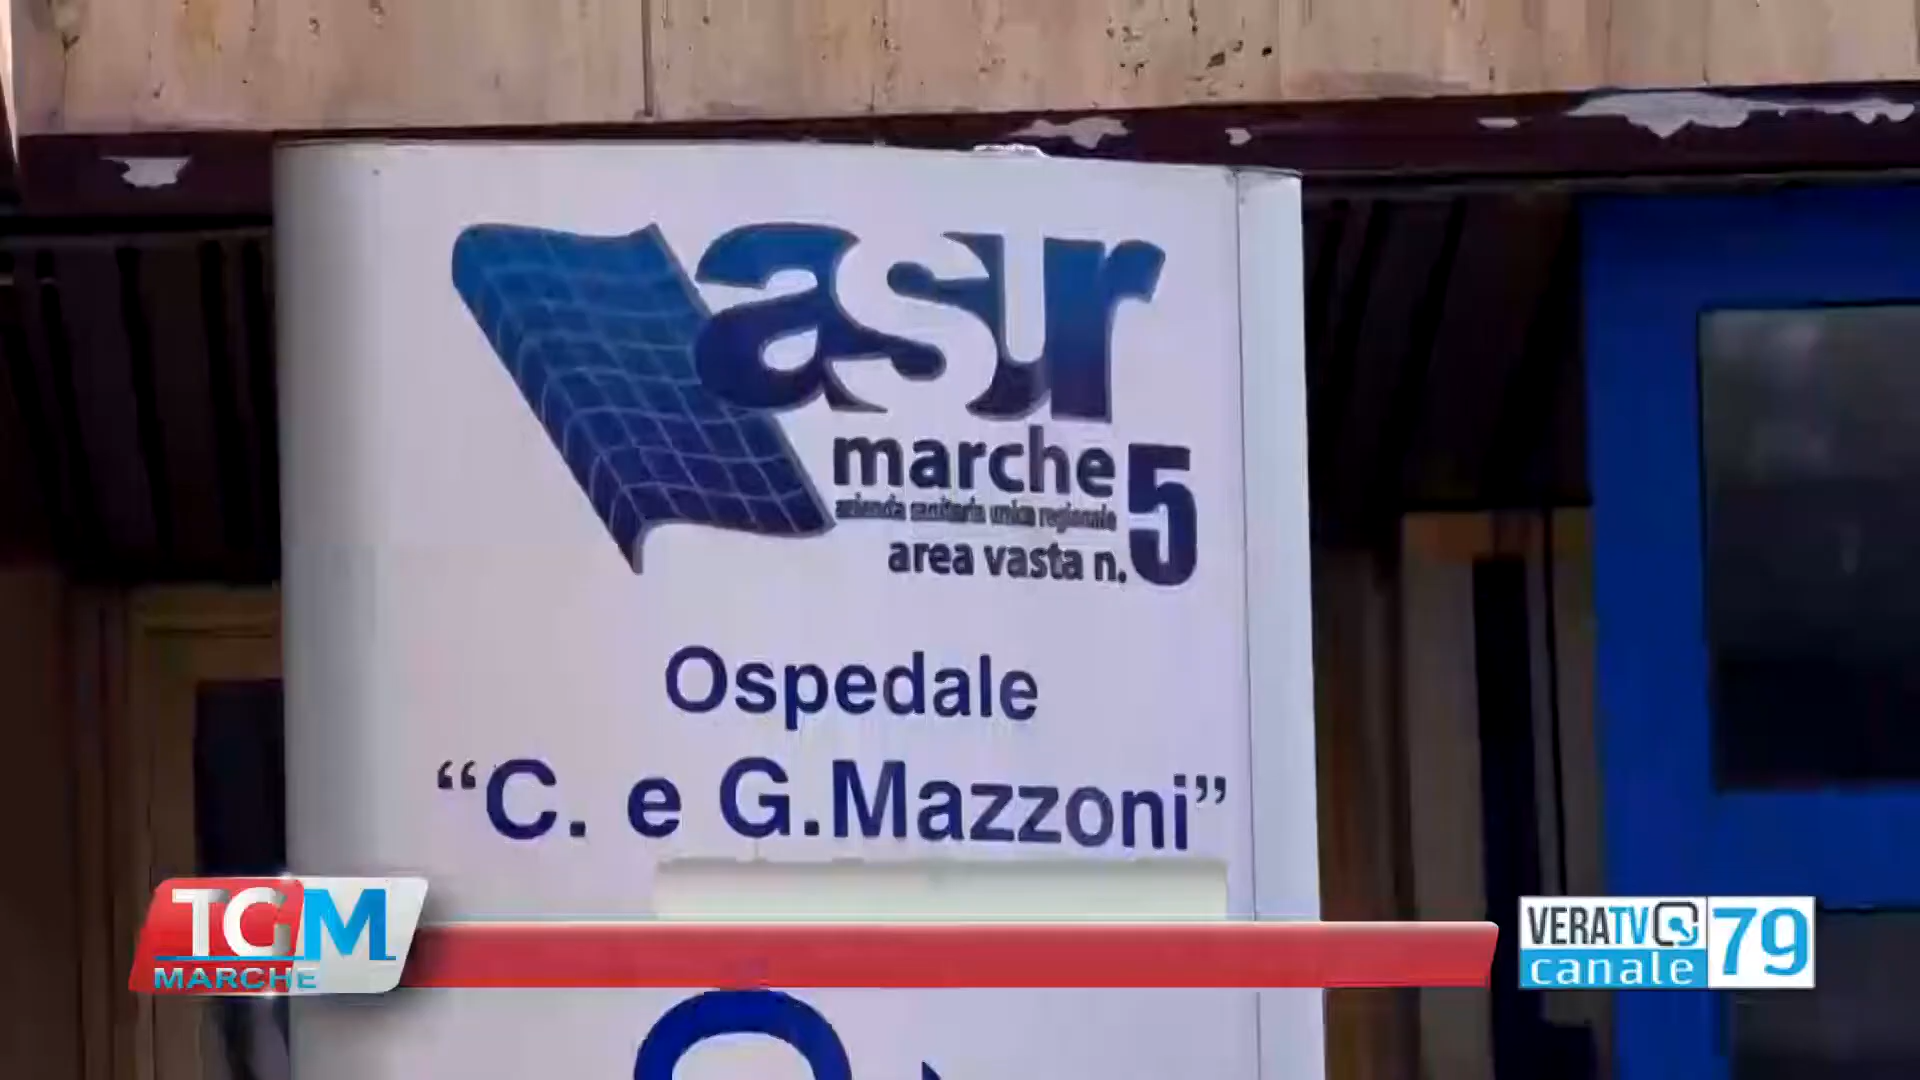 asur
marche 5
azienda sanitaria unica regionale
area vasta n.
Ospedale
“C. e G.Mazzoni”
TGM
MARCHE
VERATV
canale 79